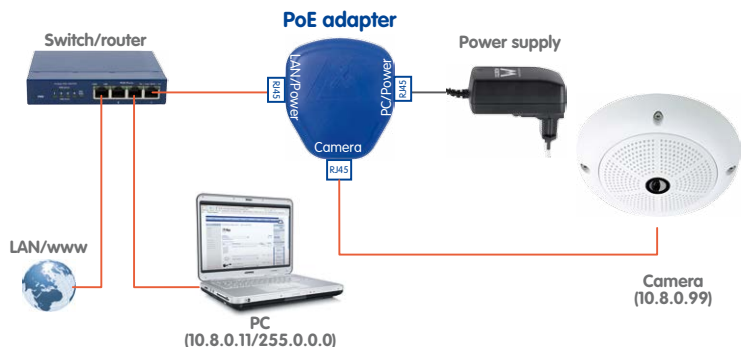 PoE adapter
Switch/router
Power supply
RJ45
LAN/Power
PC/Power
RJ45
Camera
RJ45
LAN/www
PC
(10.8.0.11/255.0.0.0)
Camera
(10.8.0.99)